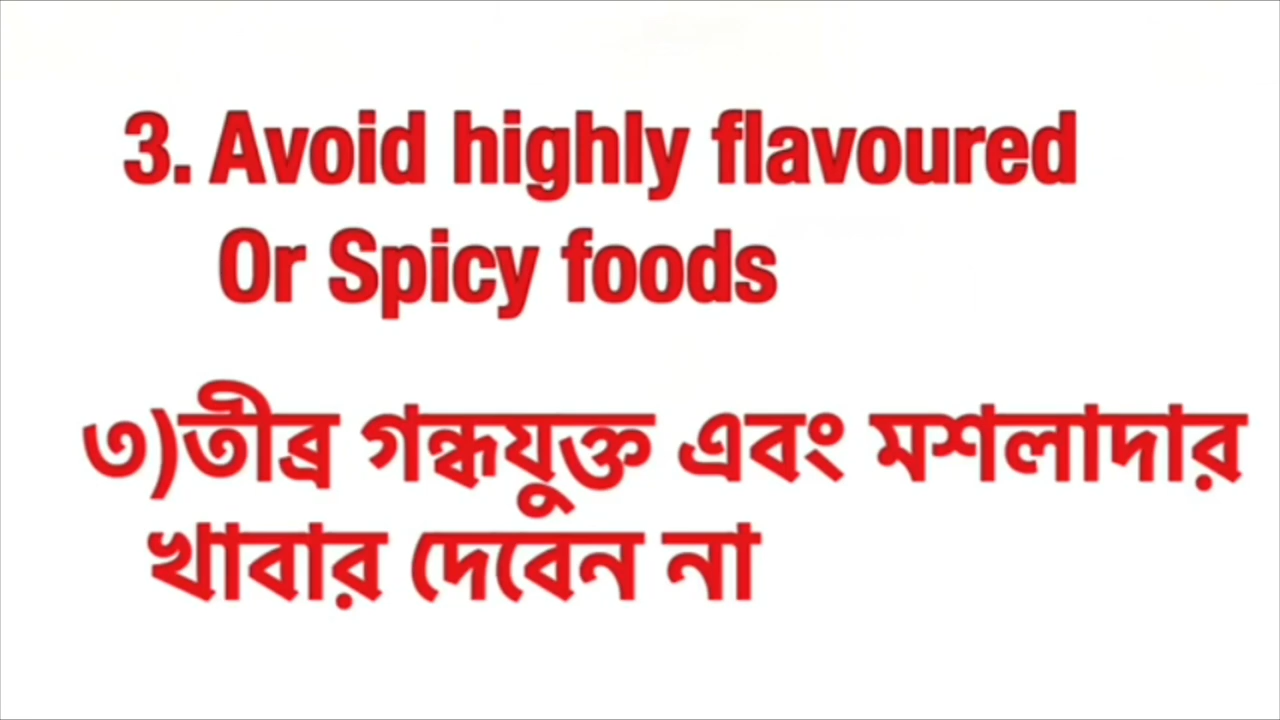 3. Avoid highly flavoured
Or Spicy foods
৩)তীব্র গন্ধযুক্ত এবং মশলাদার
খাবার দেবেন না